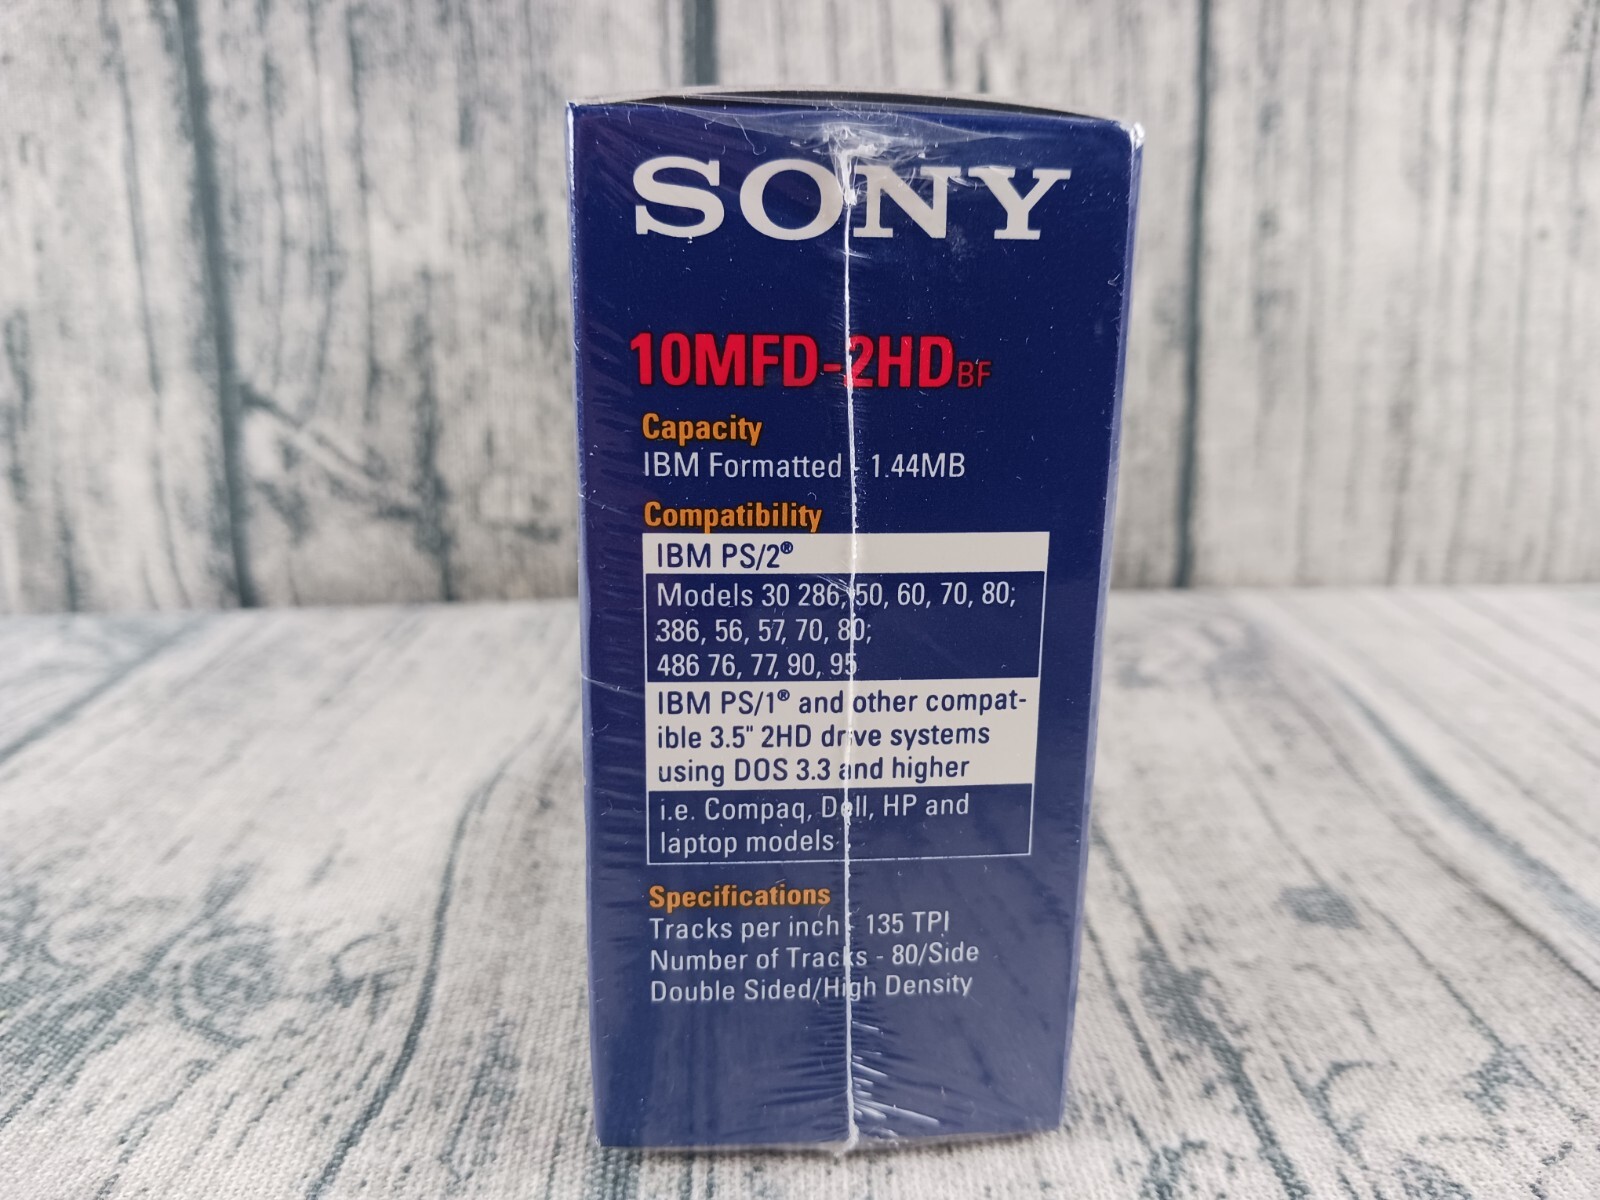 SONY
10MFD-2HD BF
Capacity
IBM Formatted - 1.44MB
Compatibility
IBM PS/2®
Models 30 286, 50, 60, 70, 80;
386, 56, 57, 70, 80;
486 76, 77, 90, 95
IBM PS/1® and other compat-
ible 3.5" 2HD drive systems
using DOS 3.3 and higher
i.e. Compaq, Dell, HP and
laptop models
Specifications
Tracks per inch - 135 TPI
Number of Tracks - 80/Side
Double Sided/High Density